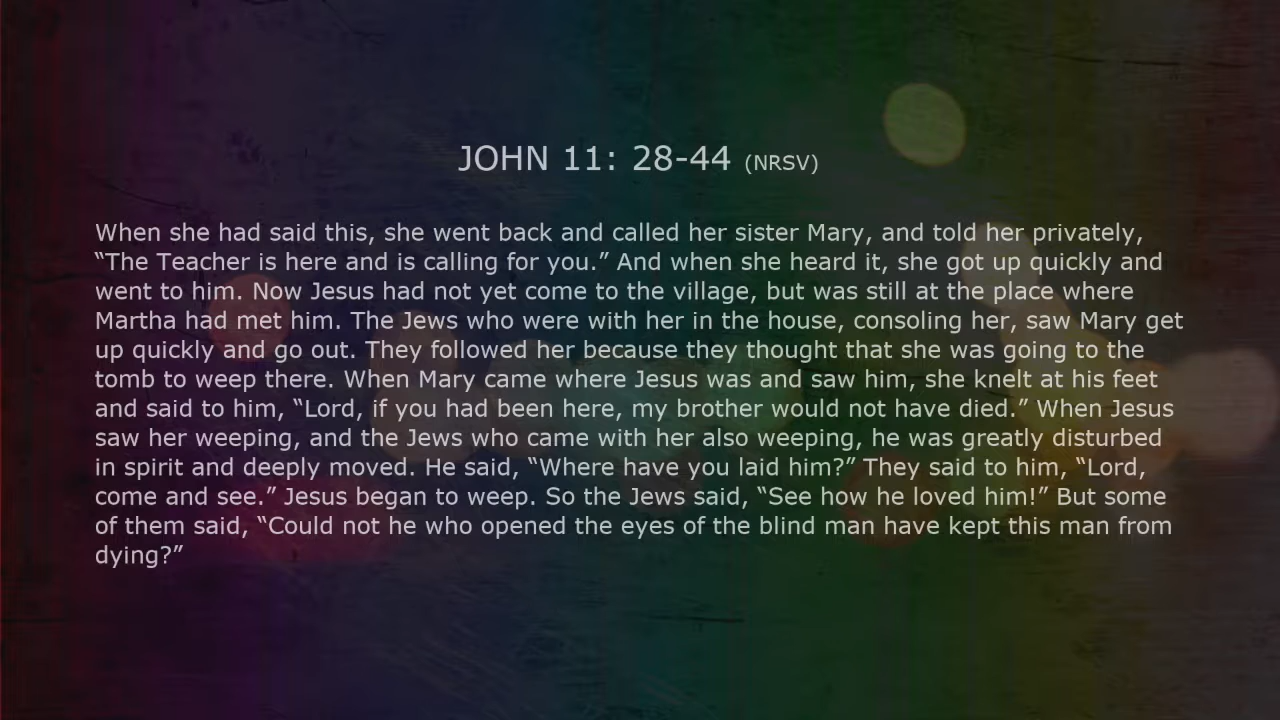 JOHN 11: 28-44 (NRSV)
When she had said this, she went back and called her sister Mary, and told her privately,
“The Teacher is here and is calling for you.” And when she heard it, she got up quickly and
went to him. Now Jesus had not yet come to the village, but was still at the place where
Martha had met him. The Jews who were with her in the house, consoling her, saw Mary get
up quickly and go out. They followed her because they thought that she was going to the
tomb to weep there. When Mary came where Jesus was and saw him, she knelt at his feet
and said to him, “Lord, if you had been here, my brother would not have died.” When Jesus
saw her weeping, and the Jews who came with her also weeping, he was greatly disturbed
in spirit and deeply moved. He said, “Where have you laid him?” They said to him, “Lord,
come and see.” Jesus began to weep. So the Jews said, “See how he loved him!” But some
of them said, “Could not he who opened the eyes of the blind man have kept this man from
dying?”